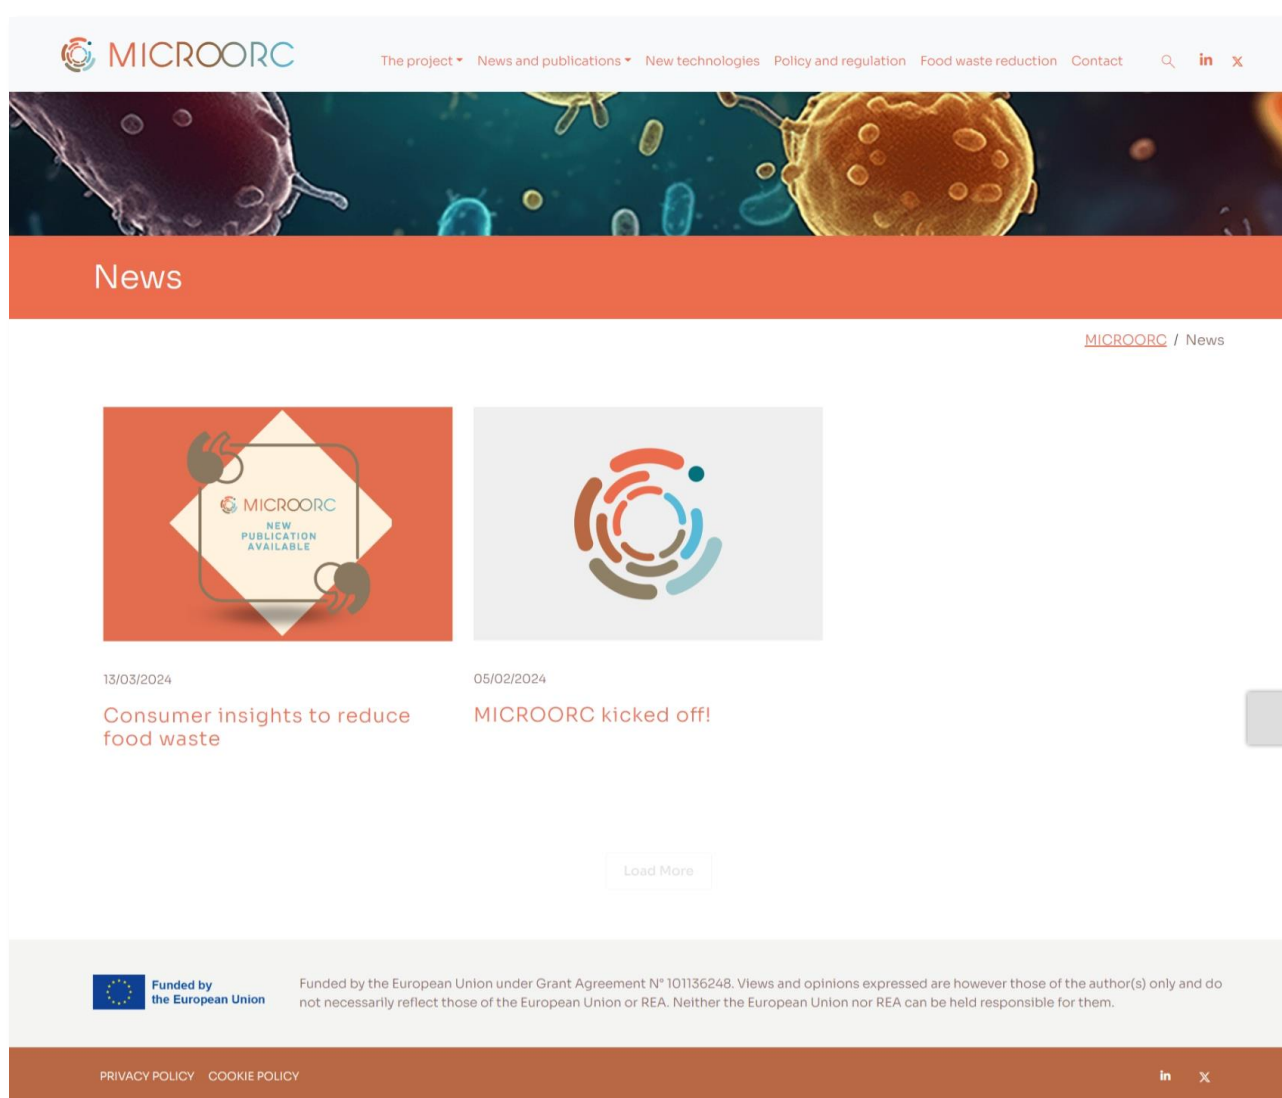 MICROORC
The project News and publications New technologies Policy and regulation Food waste reduction Contact
in X
News
MICROORC / News
MICROORC
NEW
PUBLICATION
AVAILABLE
13/03/2024
Consumer insights to reduce
food waste
05/02/2024
MICROORC kicked off!
Load More
Funded by
the European Union
Funded by the European Union under Grant Agreement N° 101136248. Views and opinions expressed are however those of the author(s) only and do
not necessarily reflect those of the European Union or REA. Neither the European Union nor REA can be held responsible for them.
PRIVACY POLICY COOKIE POLICY
in X